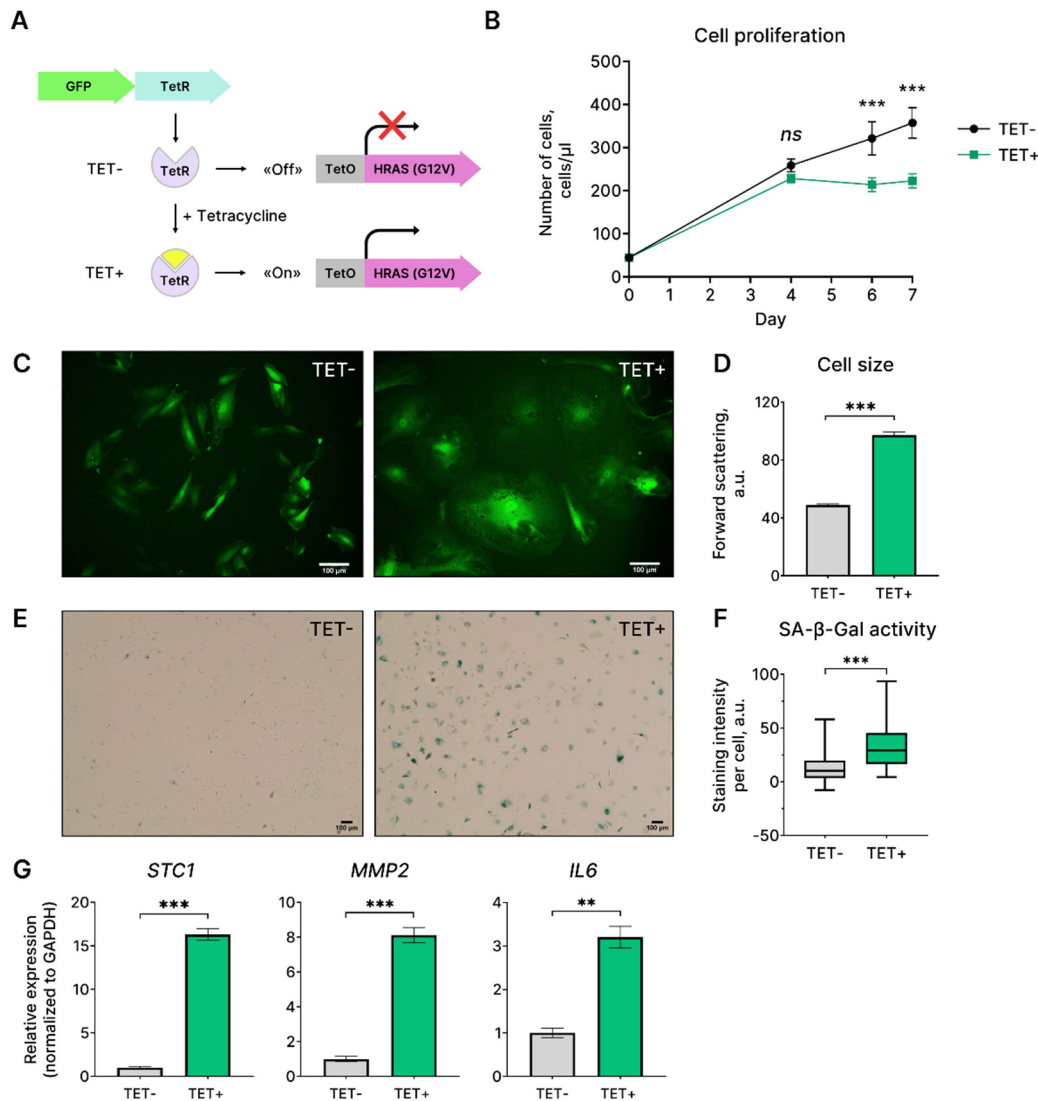 A
GFP
TetR
TET-
TetR
«Off»
TetO
HRAS (G12V)
+ Tetracycline
TET+
TetR
«On»
TetO
HRAS (G12V)
B
Cell proliferation
Number of cells,
cells/µl
500
400
300
200
100
0
ns
***
***
TET-
TET+
0
1
2
3
4
5
6
7
Day
C
TET-
100 µm
TET+
100 µm
D
Cell size
Forward scattering,
a.u.
120
80
40
0
***
TET-
TET+
E
TET-
100 µm
TET+
100 µm
F
SA-β-Gal activity
Staining intensity
per cell, a.u.
100
50
0
-50
***
TET-
TET+
G
Relative expression
(normalized to GAPDH)
STC1
20
15
10
5
0
***
TET-
TET+
MMP2
10
8
6
4
2
0
***
TET-
TET+
IL6
4
3
2
1
0
**
TET-
TET+